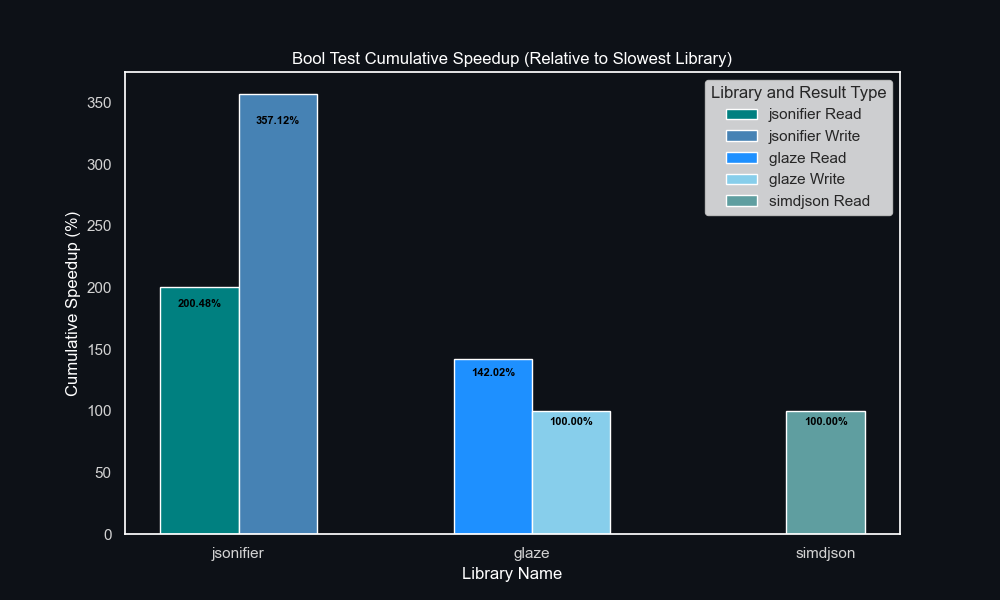 Bool Test Cumulative Speedup (Relative to Slowest Library)
Library and Result Type
jsonifier Read
jsonifier Write
glaze Read
glaze Write
simdjson Read
Cumulative Speedup (%)
350
300
250
200
150
100
50
0
357.12%
200.48%
142.02%
100.00%
100.00%
jsonifier
glaze
simdjson
Library Name